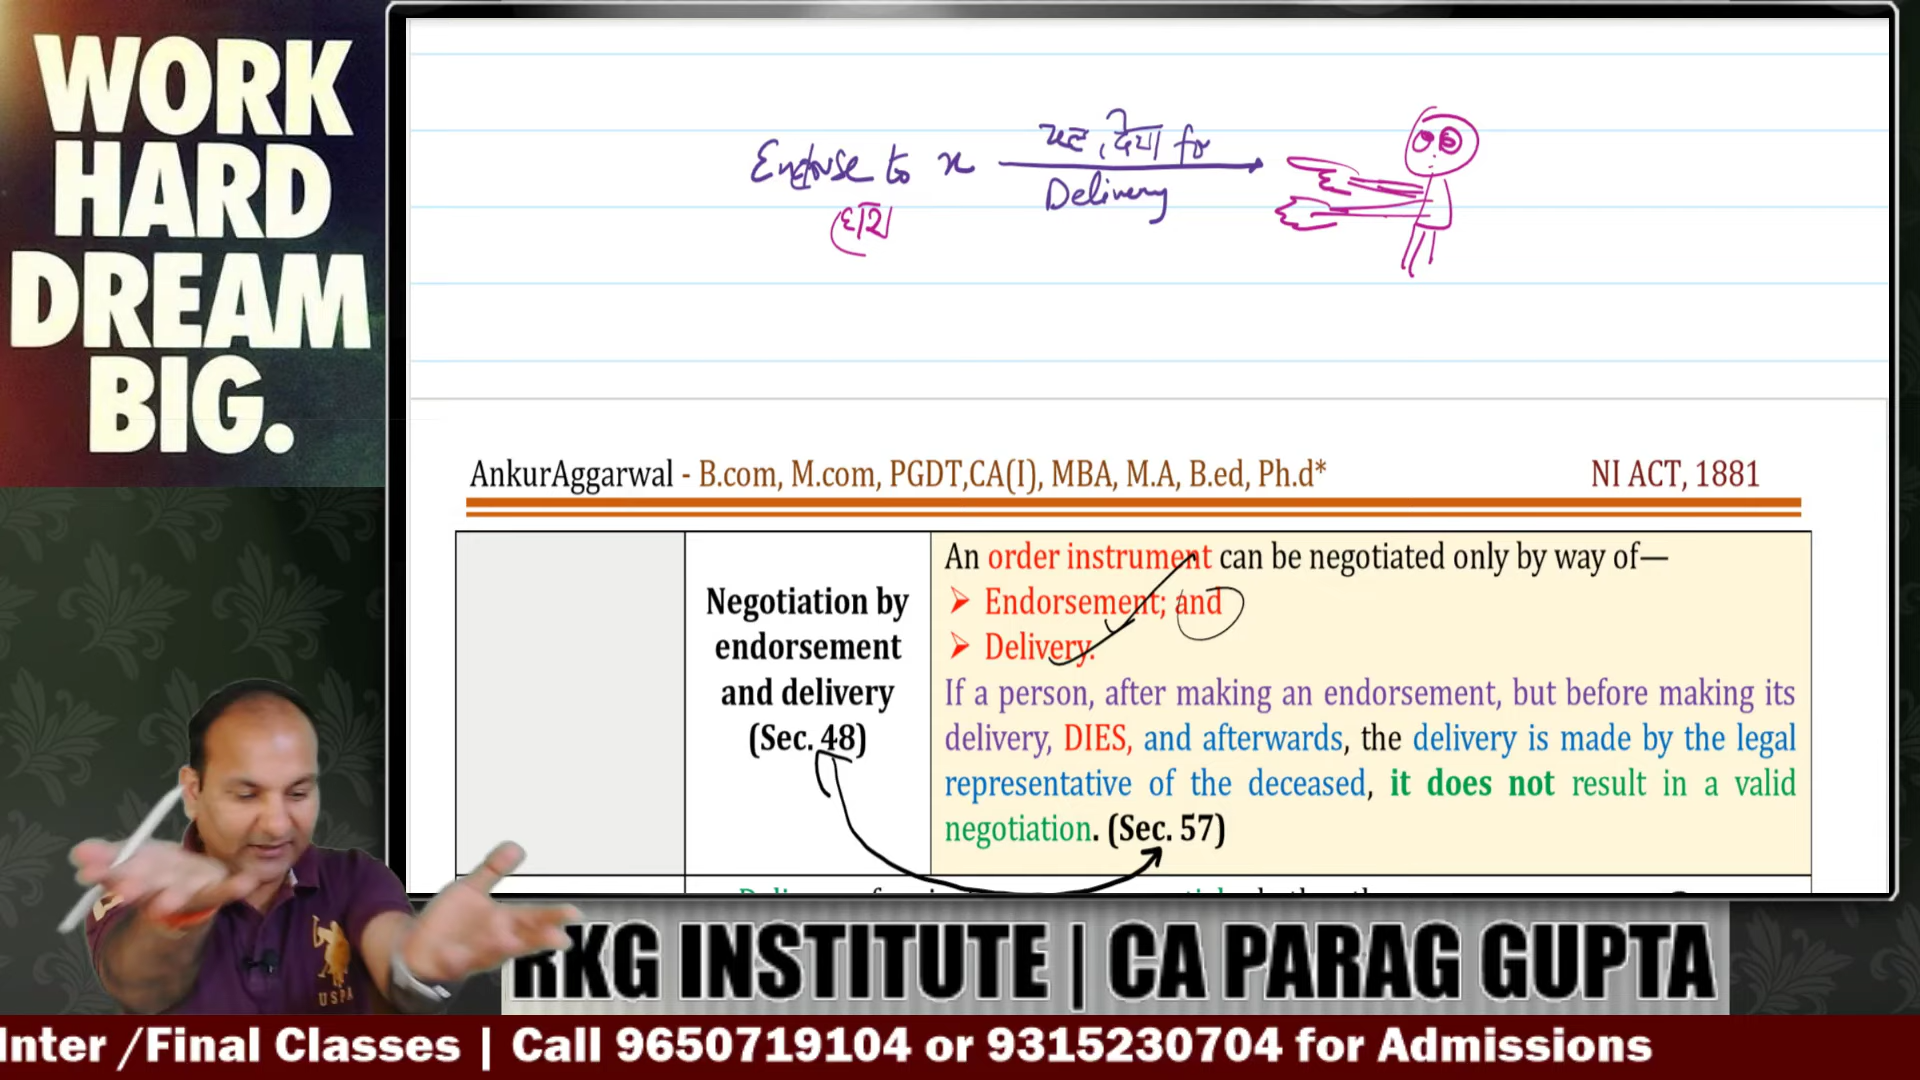 WORK
HARD
DREAM
BIG.
Endorse to x
for
Delivery
AnkurAggarwal - B.com, M.com, PGDT,CA(I), MBA, M.A, B.ed, Ph.d*
NI ACT, 1881
Negotiation by
endorsement
and delivery
(Sec. 48)
An order instrument can be negotiated only by way of—
➢ Endorsement; and
➢ Delivery.
If a person, after making an endorsement, but before making its
delivery, DIES, and afterwards, the delivery is made by the legal
representative of the deceased, it does not result in a valid
negotiation. (Sec. 57)
USPA
RKG INSTITUTE | CA PARAG GUPTA
Inter /Final Classes | Call 9650719104 or 9315230704 for Admissions